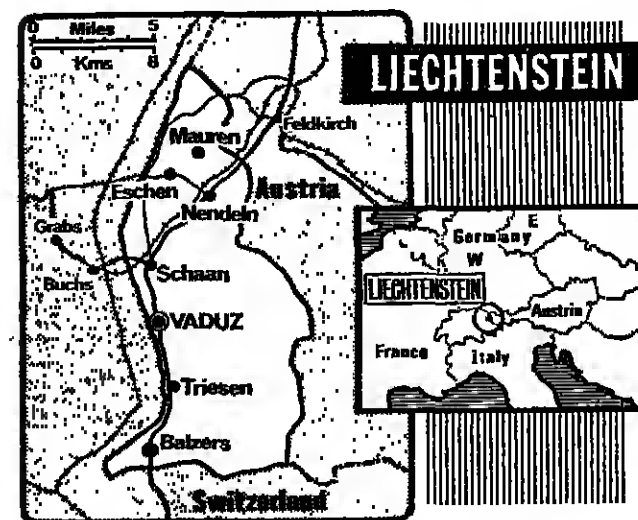 0 5
Miles
0 Kms 8
LIECHTENSTEIN
Feldkirch
Mauren
Eschen
Austria
Nendeln
Grabs
Buchs
Schaan
VADUZ
Triesen
Balzers
Switzerland
E
Germany
W
LIECHTENSTEIN
Austria
France
Italy